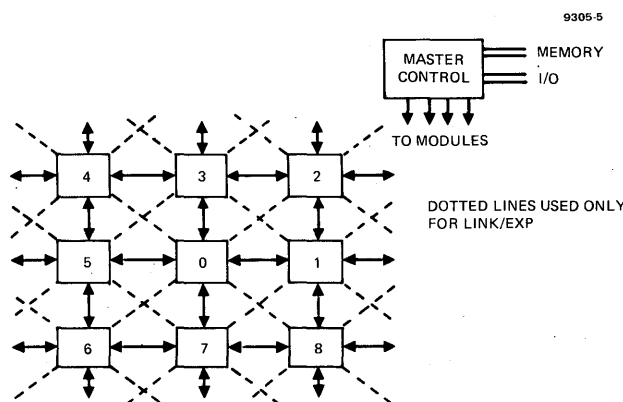 9305-5
MASTER CONTROL
MEMORY
I/O
TO MODULES
4 3 2
DOTTED LINES USED ONLY
FOR LINK/EXP
5 0 1
6 7 8